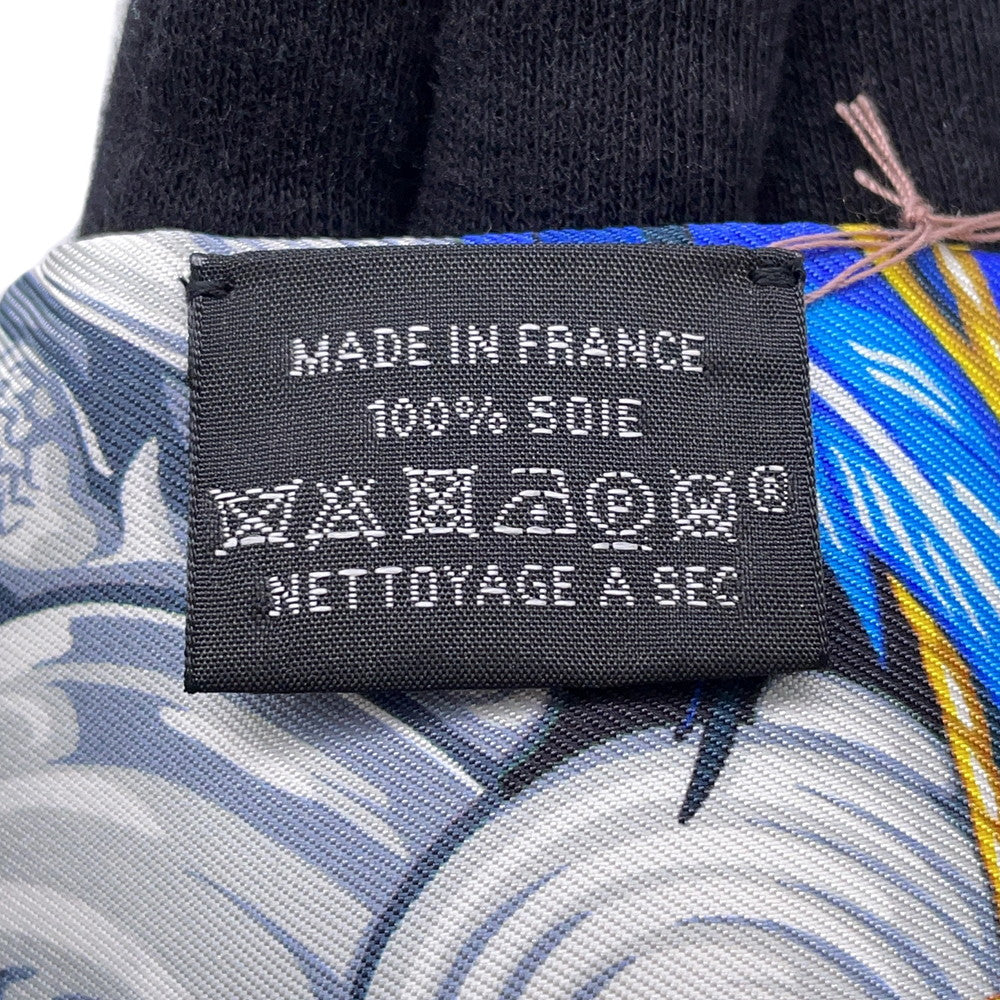 MADE IN FRANCE
100% SOIE
®
NETTOYAGE A SEC